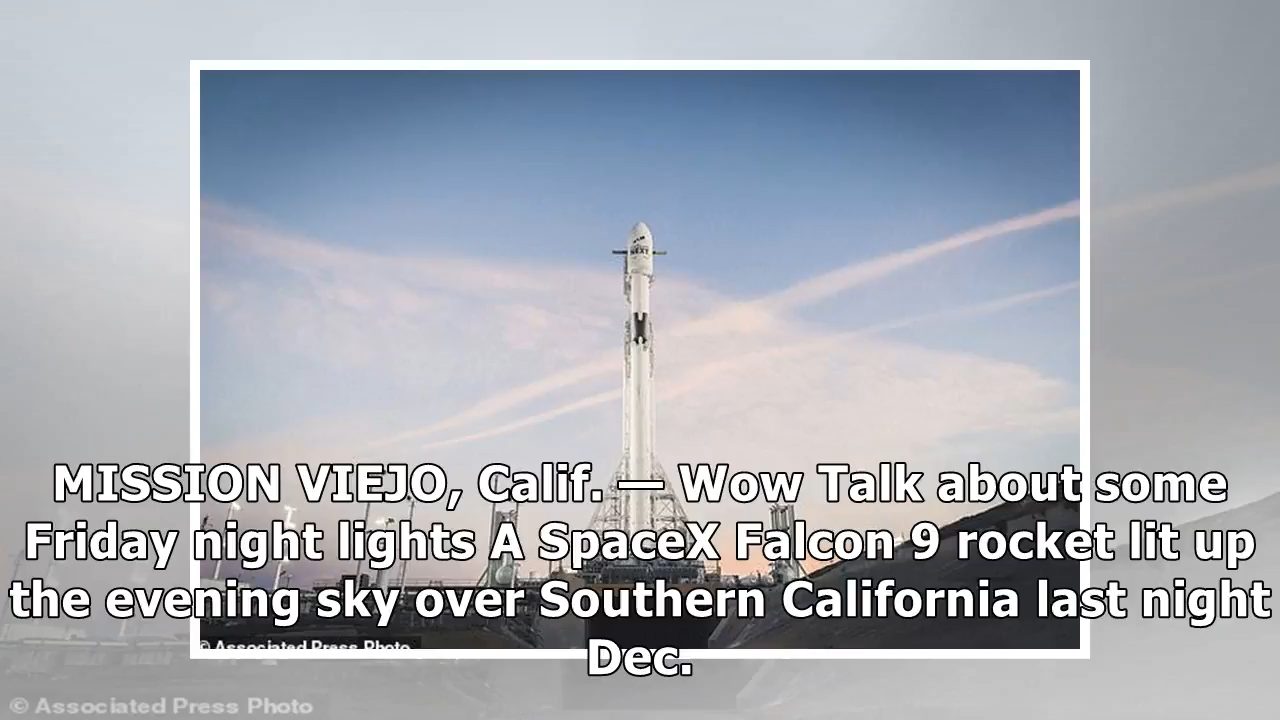 NEXT
MISSION VIEJO, Calif. — Wow Talk about some
Friday night lights A SpaceX Falcon 9 rocket lit up
the evening sky over Southern California last night
Dec.
© Associated Press Photo
© Associated Press Photo